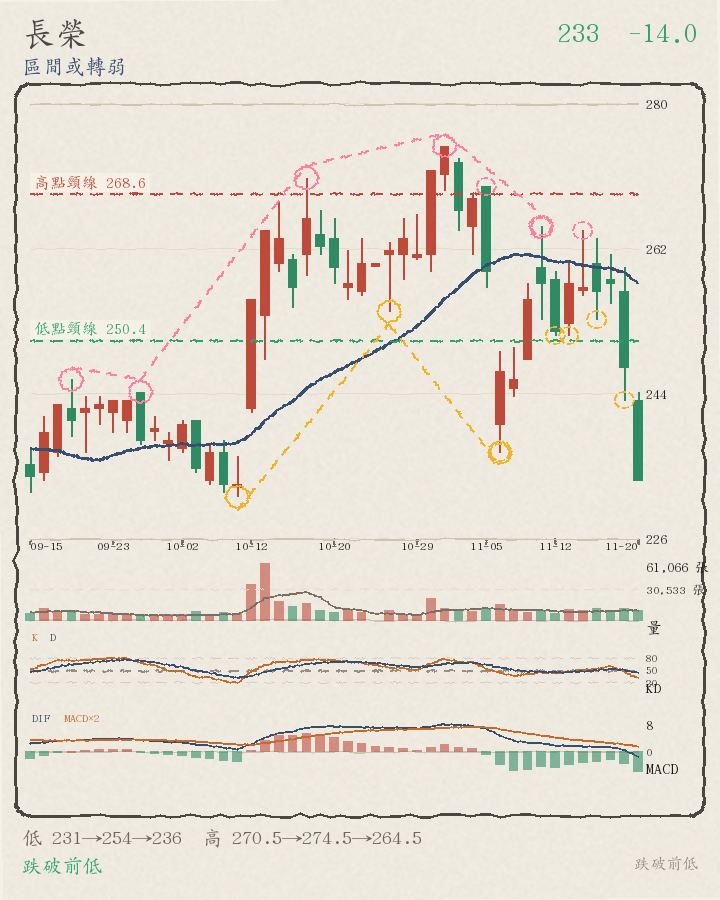 長榮
233 -14.0
區間或轉弱
280
高點頸線 268.6
262
低點頸線 250.4
244
226
09-15 09-23 10-02 10-12 10-20 10-29 11-05 11-12 11-20
61,066 張
30,533 張
量
K D
80
50
20
KD
DIF MACD×2
8
0
MACD
低 231→254→236 高 270.5→274.5→264.5
跌破前低
跌破前低